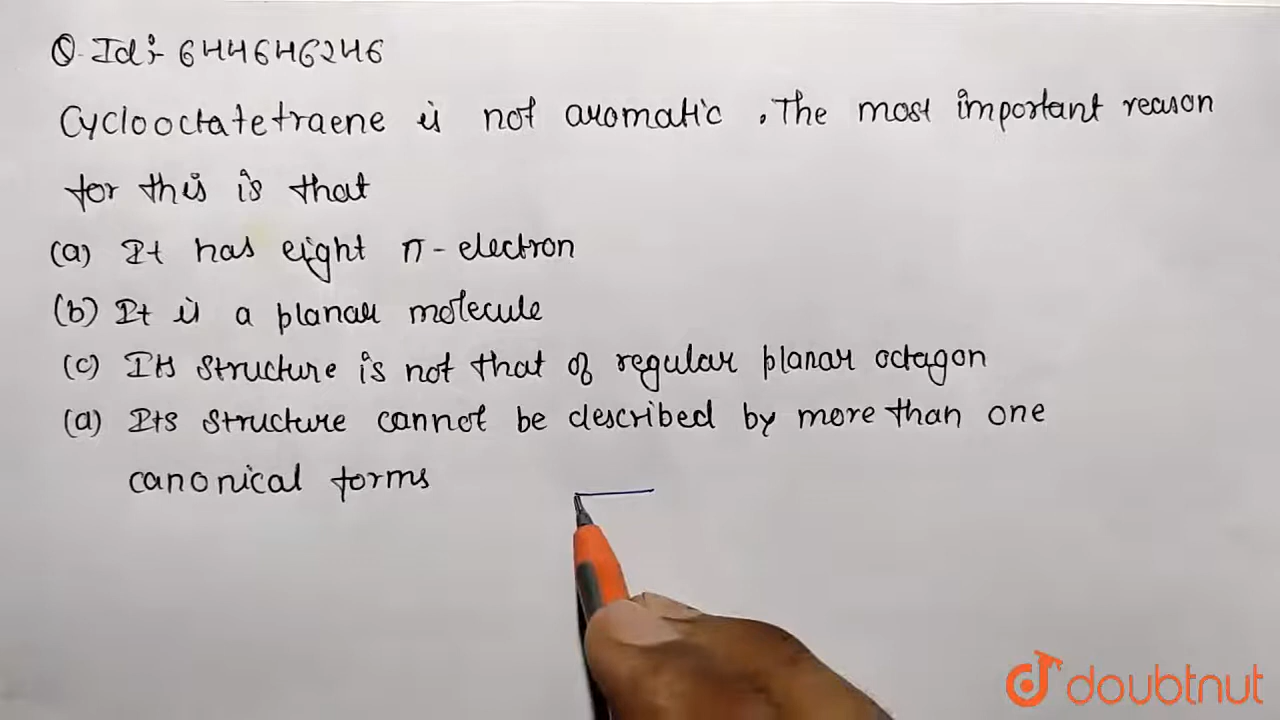 Q. Id:- 644646246
Cyclooctatetraene is not aromatic. The most important reason
for this is that
(a) It has eight π-electron
(b) It is a planar molecule
(c) Its structure is not that of regular planar octagon
(a) Its structure cannot be described by more than one
canonical forms
doubtnut